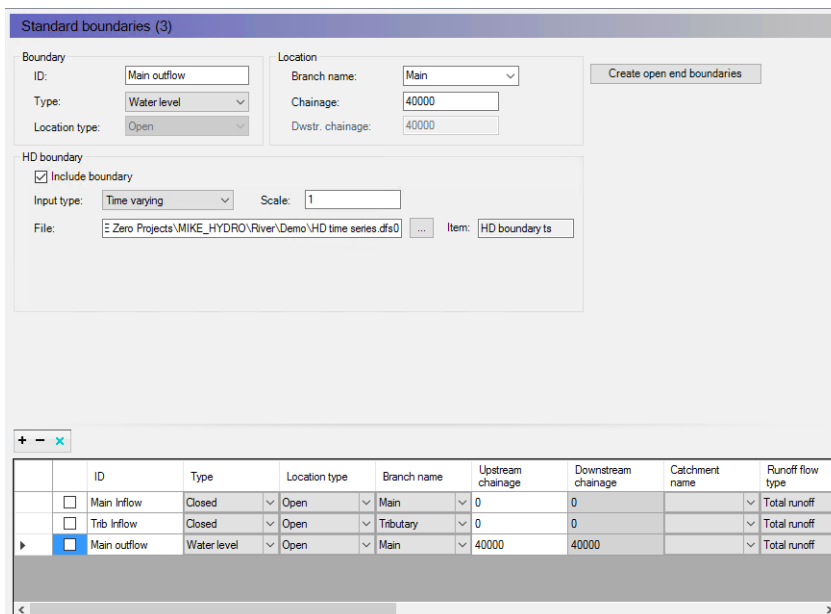 Standard boundaries (3)
Boundary
ID: Main outflow
Type: Water level
Location type: Open
Location
Branch name: Main
Chainage: 40000
Dwstr. chainage: 40000
Create open end boundaries
HD boundary
Include boundary
Input type: Time varying Scale: 1
File: E Zero Projects\MIKE_HYDRO\River\Demo\HD time series.dfs0 ... Item: HD boundary ts
ID Type Location type Branch name Upstream chainage Downstream chainage Catchment name Runoff flow type
Main Inflow Closed Open Main 0 0 Total runoff
Trib Inflow Closed Open Tributary 0 0 Total runoff
Main outflow Water level Open Main 40000 40000 Total runoff